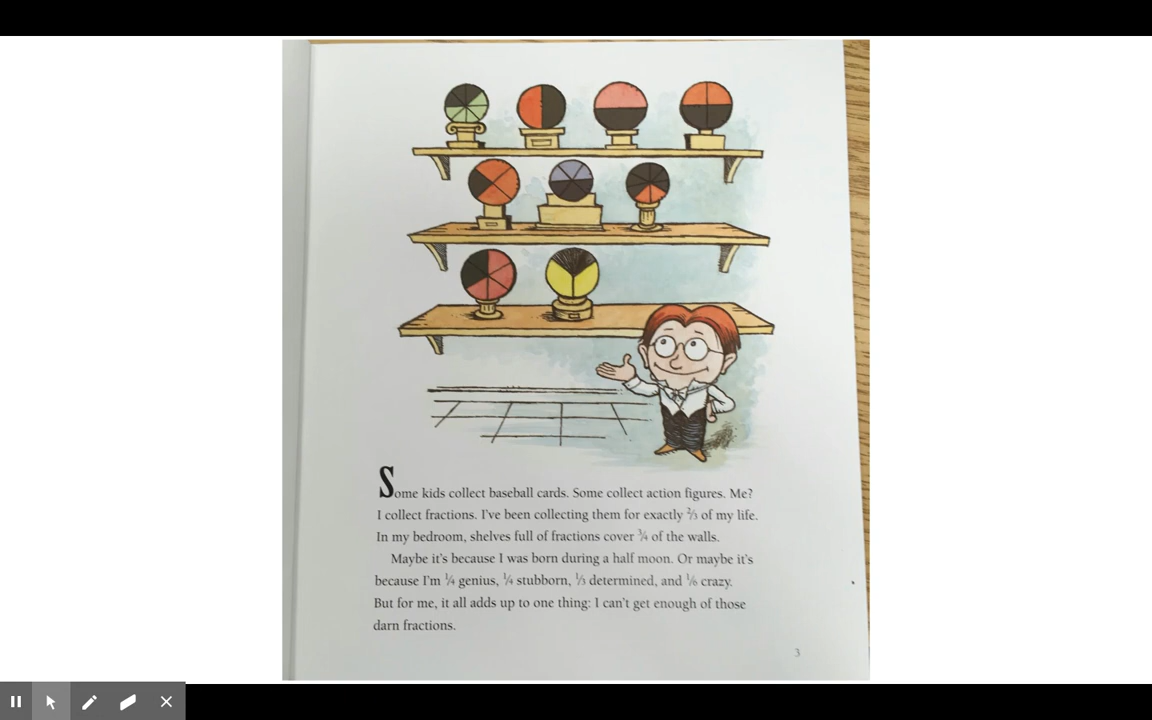 Some kids collect baseball cards. Some collect action figures. Me?
I collect fractions. I've been collecting them for exactly ⅔ of my life.
In my bedroom, shelves full of fractions cover ¾ of the walls.
Maybe it's because I was born during a half moon. Or maybe it's
because I'm ¼ genius, ¼ stubborn, ⅓ determined, and ⅙ crazy.
But for me, it all adds up to one thing: I can't get enough of those
darn fractions.
3